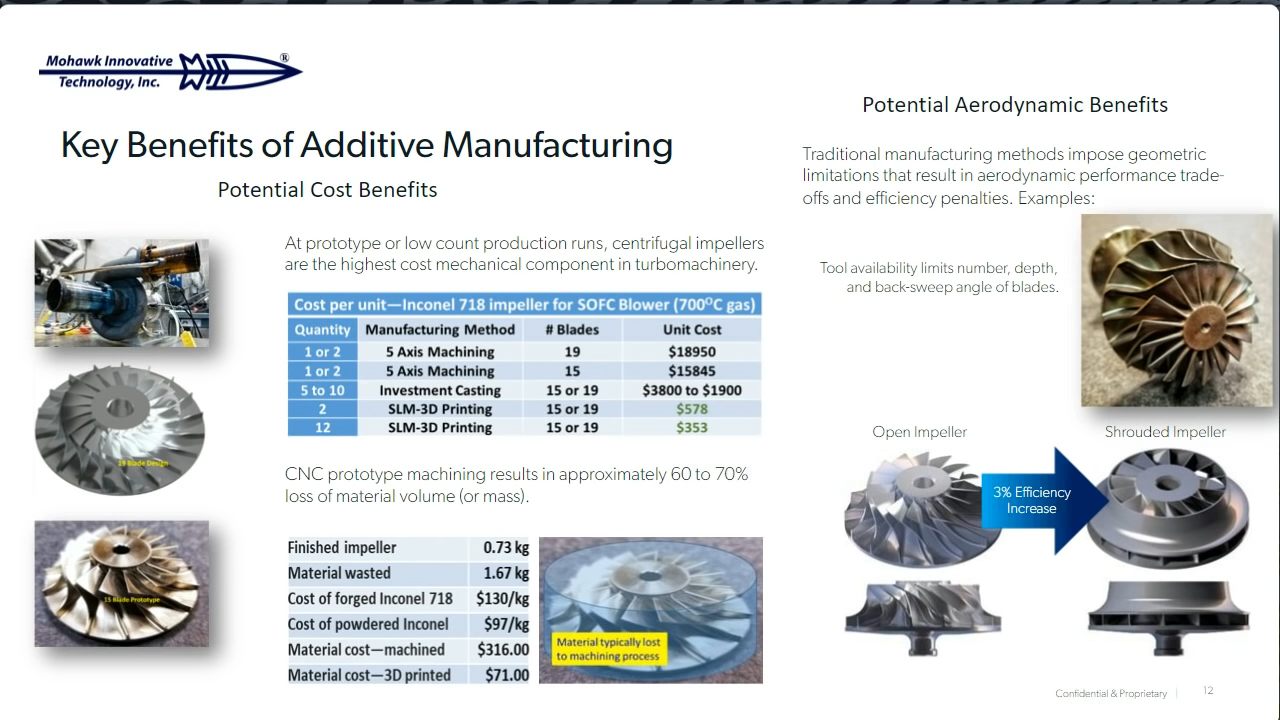 Mohawk Innovative
Technology, Inc.
®
Key Benefits of Additive Manufacturing
Potential Cost Benefits
At prototype or low count production runs, centrifugal impellers
are the highest cost mechanical component in turbomachinery.
Cost per unit—Inconel 718 impeller for SOFC Blower (700ᴼC gas)
Quantity Manufacturing Method # Blades Unit Cost
1 or 2 5 Axis Machining 19 $18950
1 or 2 5 Axis Machining 15 $15845
5 to 10 Investment Casting 15 or 19 $3800 to $1900
2 SLM-3D Printing 15 or 19 $578
12 SLM-3D Printing 15 or 19 $353
19 Blade Design
15 Blade Prototype
CNC prototype machining results in approximately 60 to 70%
loss of material volume (or mass).
Finished impeller 0.73 kg
Material wasted 1.67 kg
Cost of forged Inconel 718 $130/kg
Cost of powdered Inconel $97/kg
Material cost—machined $316.00
Material cost—3D printed $71.00
Material typically lost
to machining process
Potential Aerodynamic Benefits
Traditional manufacturing methods impose geometric
limitations that result in aerodynamic performance trade-
offs and efficiency penalties. Examples:
Tool availability limits number, depth,
and back-sweep angle of blades.
Open Impeller
Shrouded Impeller
3% Efficiency
Increase
Confidential & Proprietary |
12